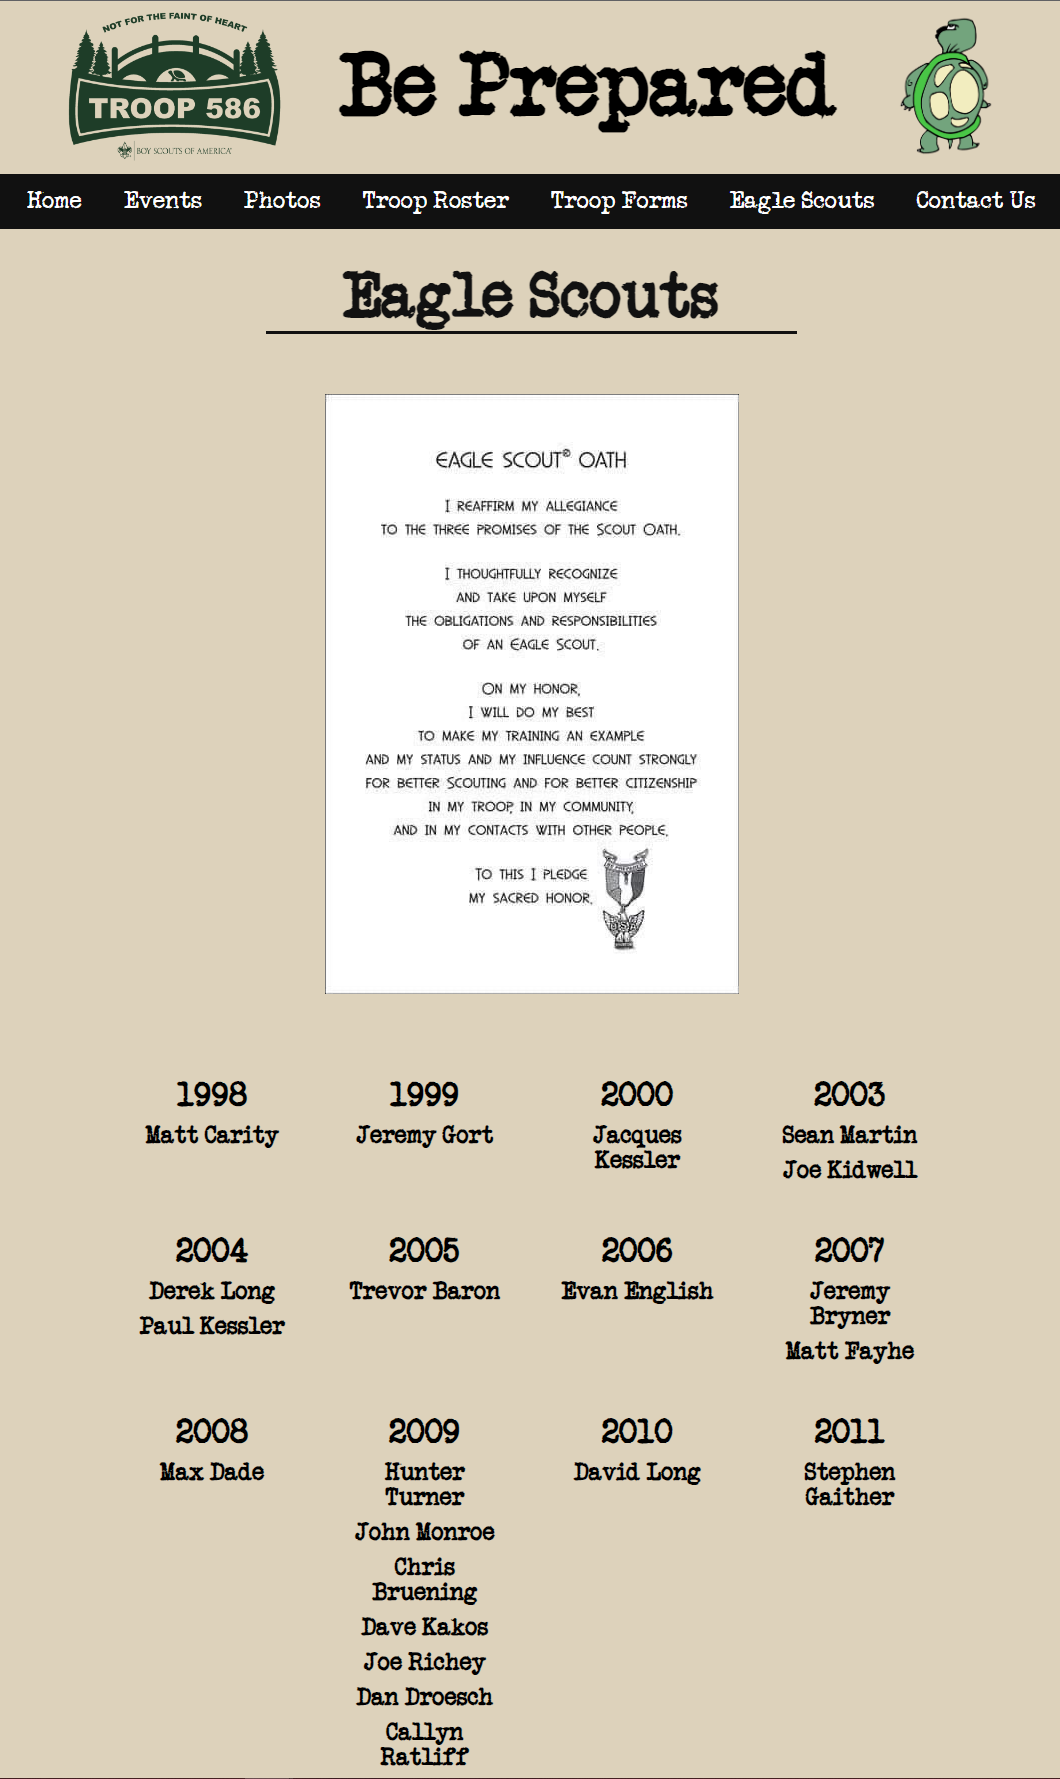 NOT FOR THE FAINT OF HEART
TROOP 586
BOY SCOUTS OF AMERICA
Be Prepared
Home Events Photos Troop Roster Troop Forms Eagle Scouts Contact Us
Eagle Scouts
EAGLE SCOUT® OATH
I REAFFIRM MY ALLEGIANCE
TO THE THREE PROMISES OF THE SCOUT OATH.
I THOUGHTFULLY RECOGNIZE
AND TAKE UPON MYSELF
THE OBLIGATIONS AND RESPONSIBILITIES
OF AN EAGLE SCOUT.
ON MY HONOR,
I WILL DO MY BEST
TO MAKE MY TRAINING AN EXAMPLE
AND MY STATUS AND MY INFLUENCE COUNT STRONGLY
FOR BETTER SCOUTING AND FOR BETTER CITIZENSHIP
IN MY TROOP, IN MY COMMUNITY,
AND IN MY CONTACTS WITH OTHER PEOPLE.
TO THIS I PLEDGE
MY SACRED HONOR.
BE PREPARED
BSA
1998
Matt Carity
1999
Jeremy Gort
2000
Jacques
Kessler
2003
Sean Martin
Joe Kidwell
2004
Derek Long
Paul Kessler
2005
Trevor Baron
2006
Evan English
2007
Jeremy
Bryner
Matt Fayhe
2008
Max Dade
2009
Hunter
Turner
John Monroe
Chris
Bruening
Dave Kakos
Joe Richey
Dan Droesch
Callyn
Ratliff
2010
David Long
2011
Stephen
Gaither